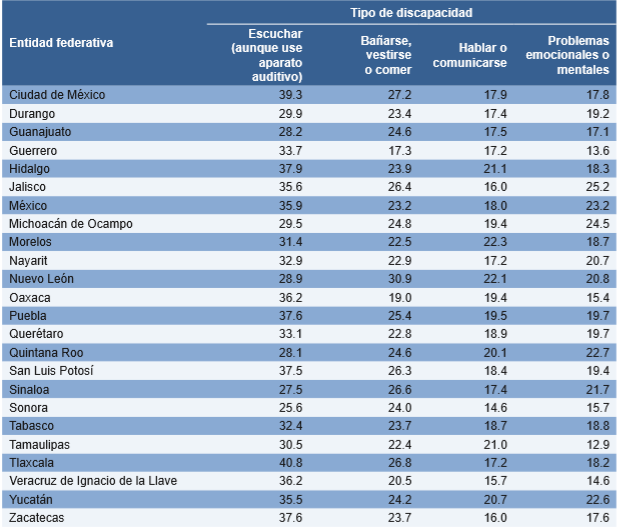 Tipo de discapacidad
Entidad federativa
Escuchar
(aunque use
aparato
auditivo)
Bañarse,
vestirse
o comer
Hablar o
comunicarse
Problemas
emocionales o
mentales
Ciudad de México 39.3 27.2 17.9 17.8
Durango 29.9 23.4 17.4 19.2
Guanajuato 28.2 24.6 17.5 17.1
Guerrero 33.7 17.3 17.2 13.6
Hidalgo 37.9 23.9 21.1 18.3
Jalisco 35.6 26.4 16.0 25.2
México 35.9 23.2 18.0 23.2
Michoacán de Ocampo 29.5 24.8 19.4 24.5
Morelos 31.4 22.5 22.3 18.7
Nayarit 32.9 22.9 17.2 20.7
Nuevo León 28.9 30.9 22.1 20.8
Oaxaca 36.2 19.0 19.4 15.4
Puebla 37.6 25.4 19.5 19.7
Querétaro 33.1 22.8 18.9 19.7
Quintana Roo 28.1 24.6 20.1 22.7
San Luis Potosí 37.5 26.3 18.4 19.4
Sinaloa 27.5 26.6 17.4 21.7
Sonora 25.6 24.0 14.6 15.7
Tabasco 32.4 23.7 18.7 18.8
Tamaulipas 30.5 22.4 21.0 12.9
Tlaxcala 40.8 26.8 17.2 18.2
Veracruz de Ignacio de la Llave 36.2 20.5 15.7 14.6
Yucatán 35.5 24.2 20.7 22.6
Zacatecas 37.6 23.7 16.0 17.6